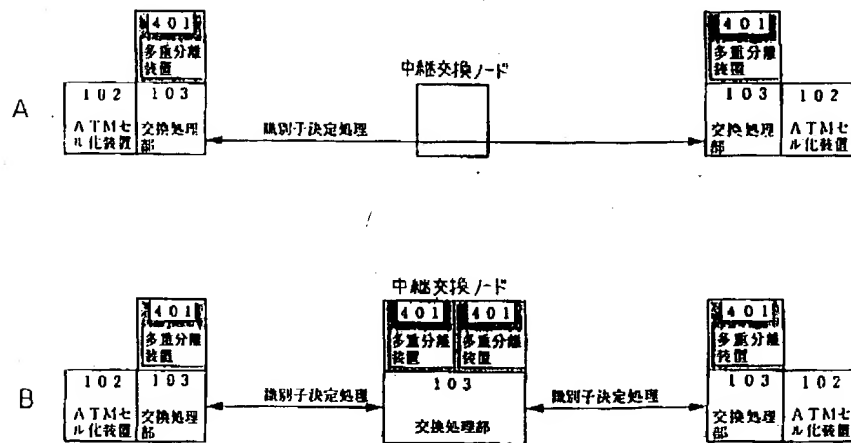 401
多重分離
装置
102
103
ATMセ
ル化装置
交換処理
部
A
識別子決定処理
中継交換ノード
401
多重分離
装置
103
102
交換処理
部
ATMセ
ル化装置
401
多重分離
装置
102
103
ATMセ
ル化装置
交換処理
部
B
識別子決定処理
中継交換ノード
401
401
多重分離
装置
多重分離
装置
103
交換処理部
識別子決定処理
401
多重分離
装置
103
102
交換処理
部
ATMセ
ル化装置